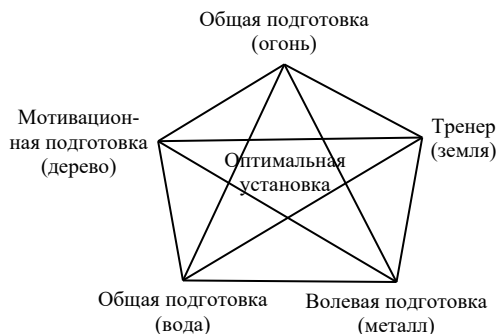 Общая подготовка
(огонь)
Мотивацион-
ная подготовка
(дерево)
Тренер
(земля)
Оптимальная
установка
Общая подготовка
(вода)
Волевая подготовка
(металл)